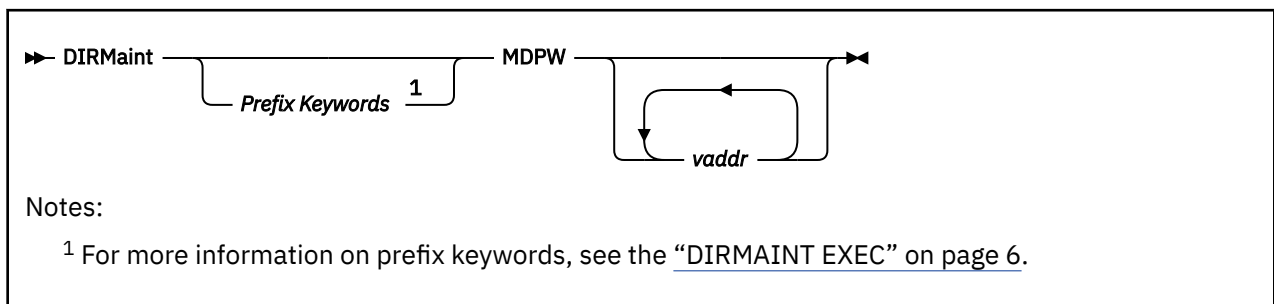 DIRMaint MDPW
Prefix Keywords 1
vaddr
Notes:
1 For more information on prefix keywords, see the “DIRMAINT EXEC” on page 6.